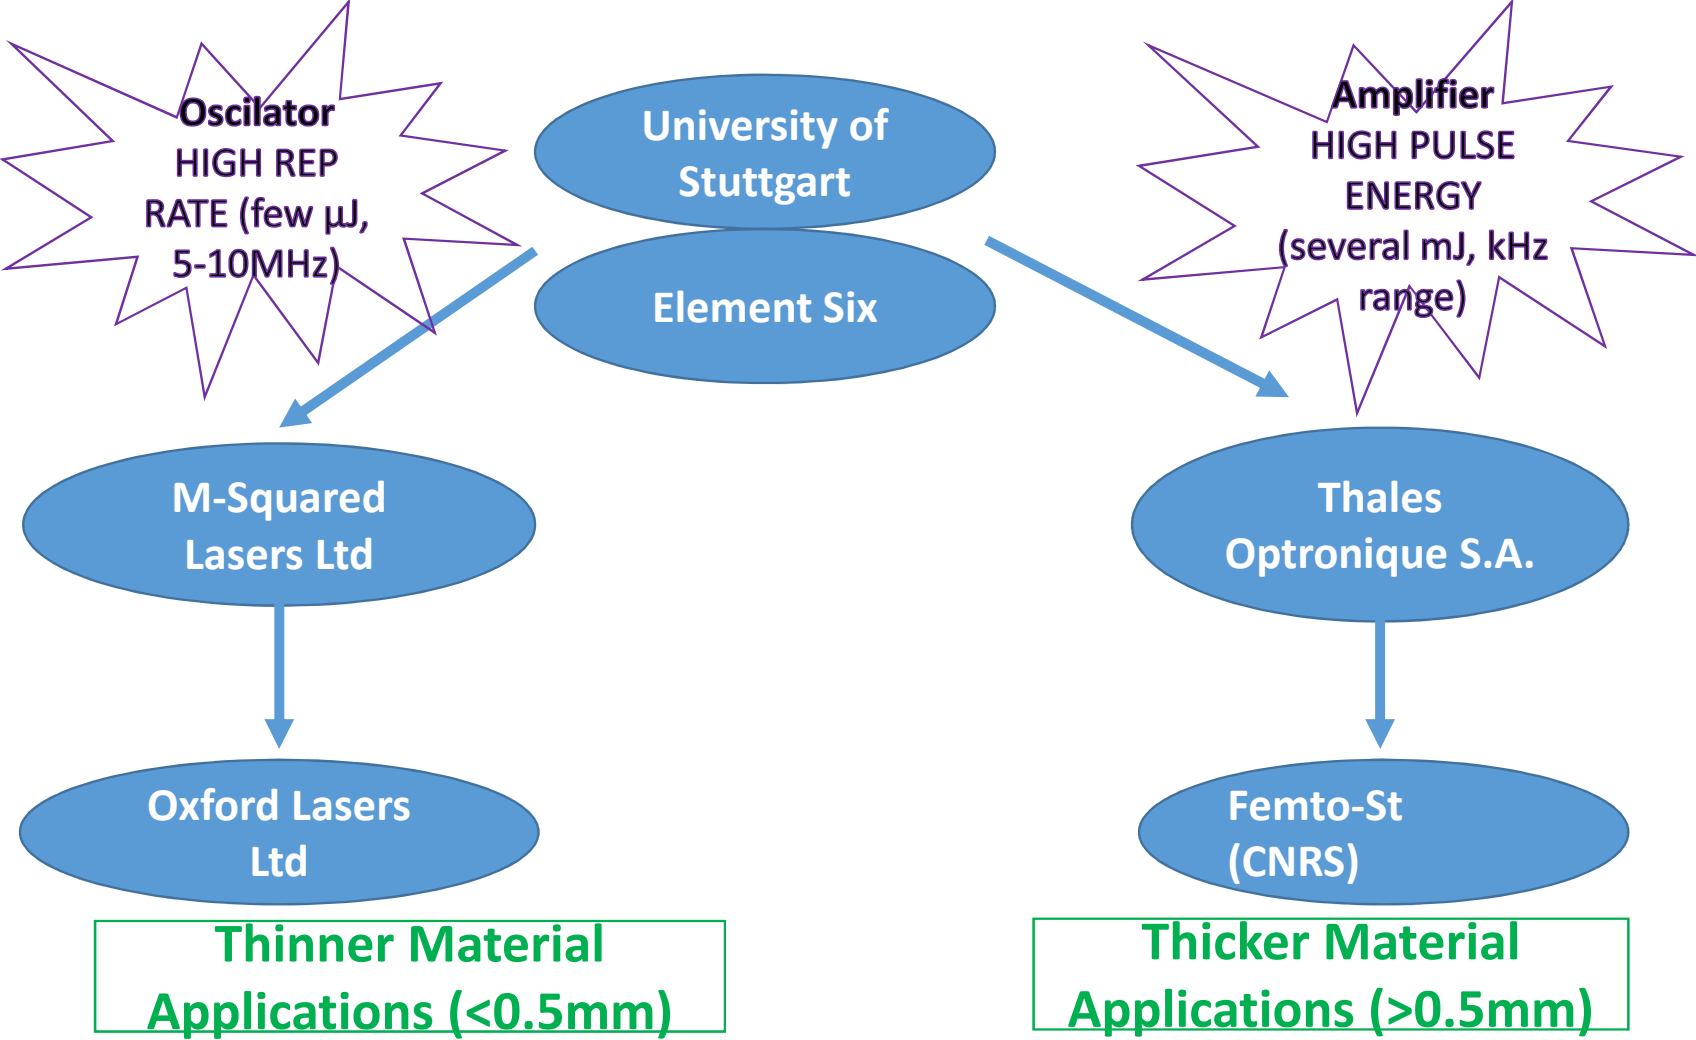 Oscilator
HIGH REP
RATE (few µJ,
5-10MHz)
University of
Stuttgart
Element Six
Amplifier
HIGH PULSE
ENERGY
(several mJ, kHz
range)
M-Squared
Lasers Ltd
Thales
Optronique S.A.
Oxford Lasers
Ltd
Femto-St
(CNRS)
Thinner Material
Applications (<0.5mm)
Thicker Material
Applications (>0.5mm)